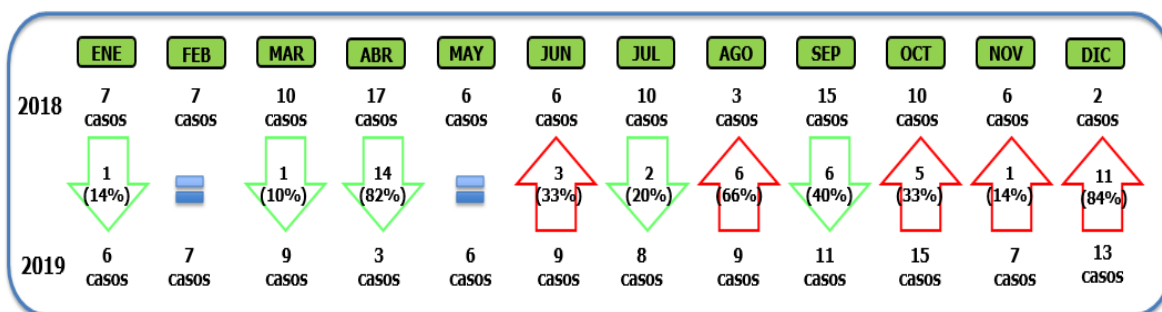 ENE FEB MAR ABR MAY JUN JUL AGO SEP OCT NOV DIC
2018 7 7 10 17 6 6 10 3 15 10 6 2
casos casos casos casos casos casos casos casos casos casos casos casos
1 1 14 3 2 6 6 5 1 11
(14%) (10%) (82%) (33%) (20%) (66%) (40%) (33%) (14%) (84%)
2019 6 7 9 3 6 9 8 9 11 15 7 13
casos casos casos casos casos casos casos casos casos casos casos casos